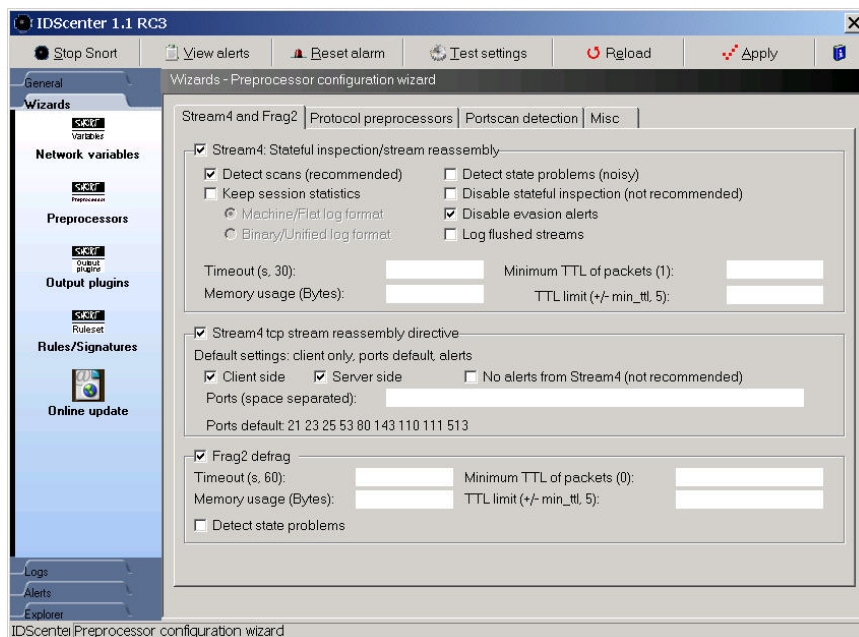 IDScenter 1.1 RC3
Stop Snort View alerts Reset alarm Test settings Reload Apply
General
Wizards
Wizards - Preprocessor configuration wizard
SNORT
Variables
Network variables
SNORT
Preprocessor
Preprocessors
SNORT
Output plugins
Output plugins
SNORT
Ruleset
Rules/Signatures
Online update
Logs
Alerts
Explorer
Stream4 and Frag2 Protocol preprocessors Portscan detection Misc
Stream4: Stateful inspection/stream reassembly
Detect scans (recommended) Detect state problems (noisy)
Keep session statistics Disable stateful inspection (not recommended)
Machine/Flat log format Disable evasion alerts
Binary/Unified log format Log flushed streams
Timeout (s, 30): Minimum TTL of packets (1):
Memory usage (Bytes): TTL limit (+/- min_ttl, 5):
Stream4 tcp stream reassembly directive
Default settings: client only, ports default, alerts
Client side Server side No alerts from Stream4 (not recommended)
Ports (space separated):
Ports default: 21 23 25 53 80 143 110 111 513
Frag2 defrag
Timeout (s, 60): Minimum TTL of packets (0):
Memory usage (Bytes): TTL limit (+/- min_ttl, 5):
Detect state problems
IDScente Preprocessor configuration wizard